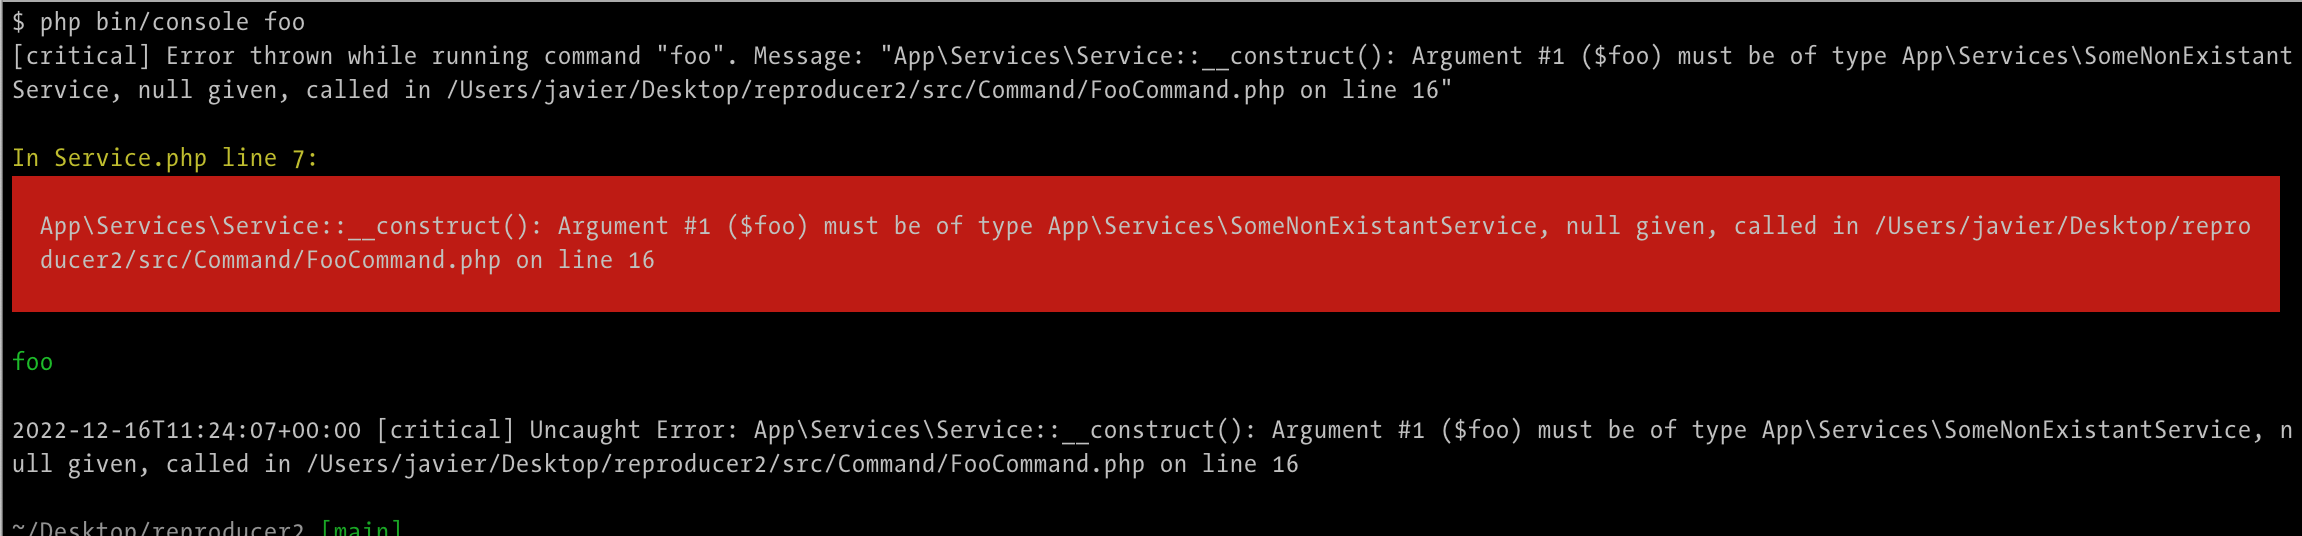 $ php bin/console foo
[critical] Error thrown while running command "foo". Message: "App\Services\Service::__construct(): Argument #1 ($foo) must be of type App\Services\SomeNonExistant
Service, null given, called in /Users/javier/Desktop/reproducer2/src/Command/FooCommand.php on line 16"
In Service.php line 7:
App\Services\Service::__construct(): Argument #1 ($foo) must be of type App\Services\SomeNonExistantService, null given, called in /Users/javier/Desktop/repro
ducer2/src/Command/FooCommand.php on line 16
foo
2022-12-16T11:24:07+00:00 [critical] Uncaught Error: App\Services\Service::__construct(): Argument #1 ($foo) must be of type App\Services\SomeNonExistantService, n
ull given, called in /Users/javier/Desktop/reproducer2/src/Command/FooCommand.php on line 16
~/Desktop/reproducer2 [main]